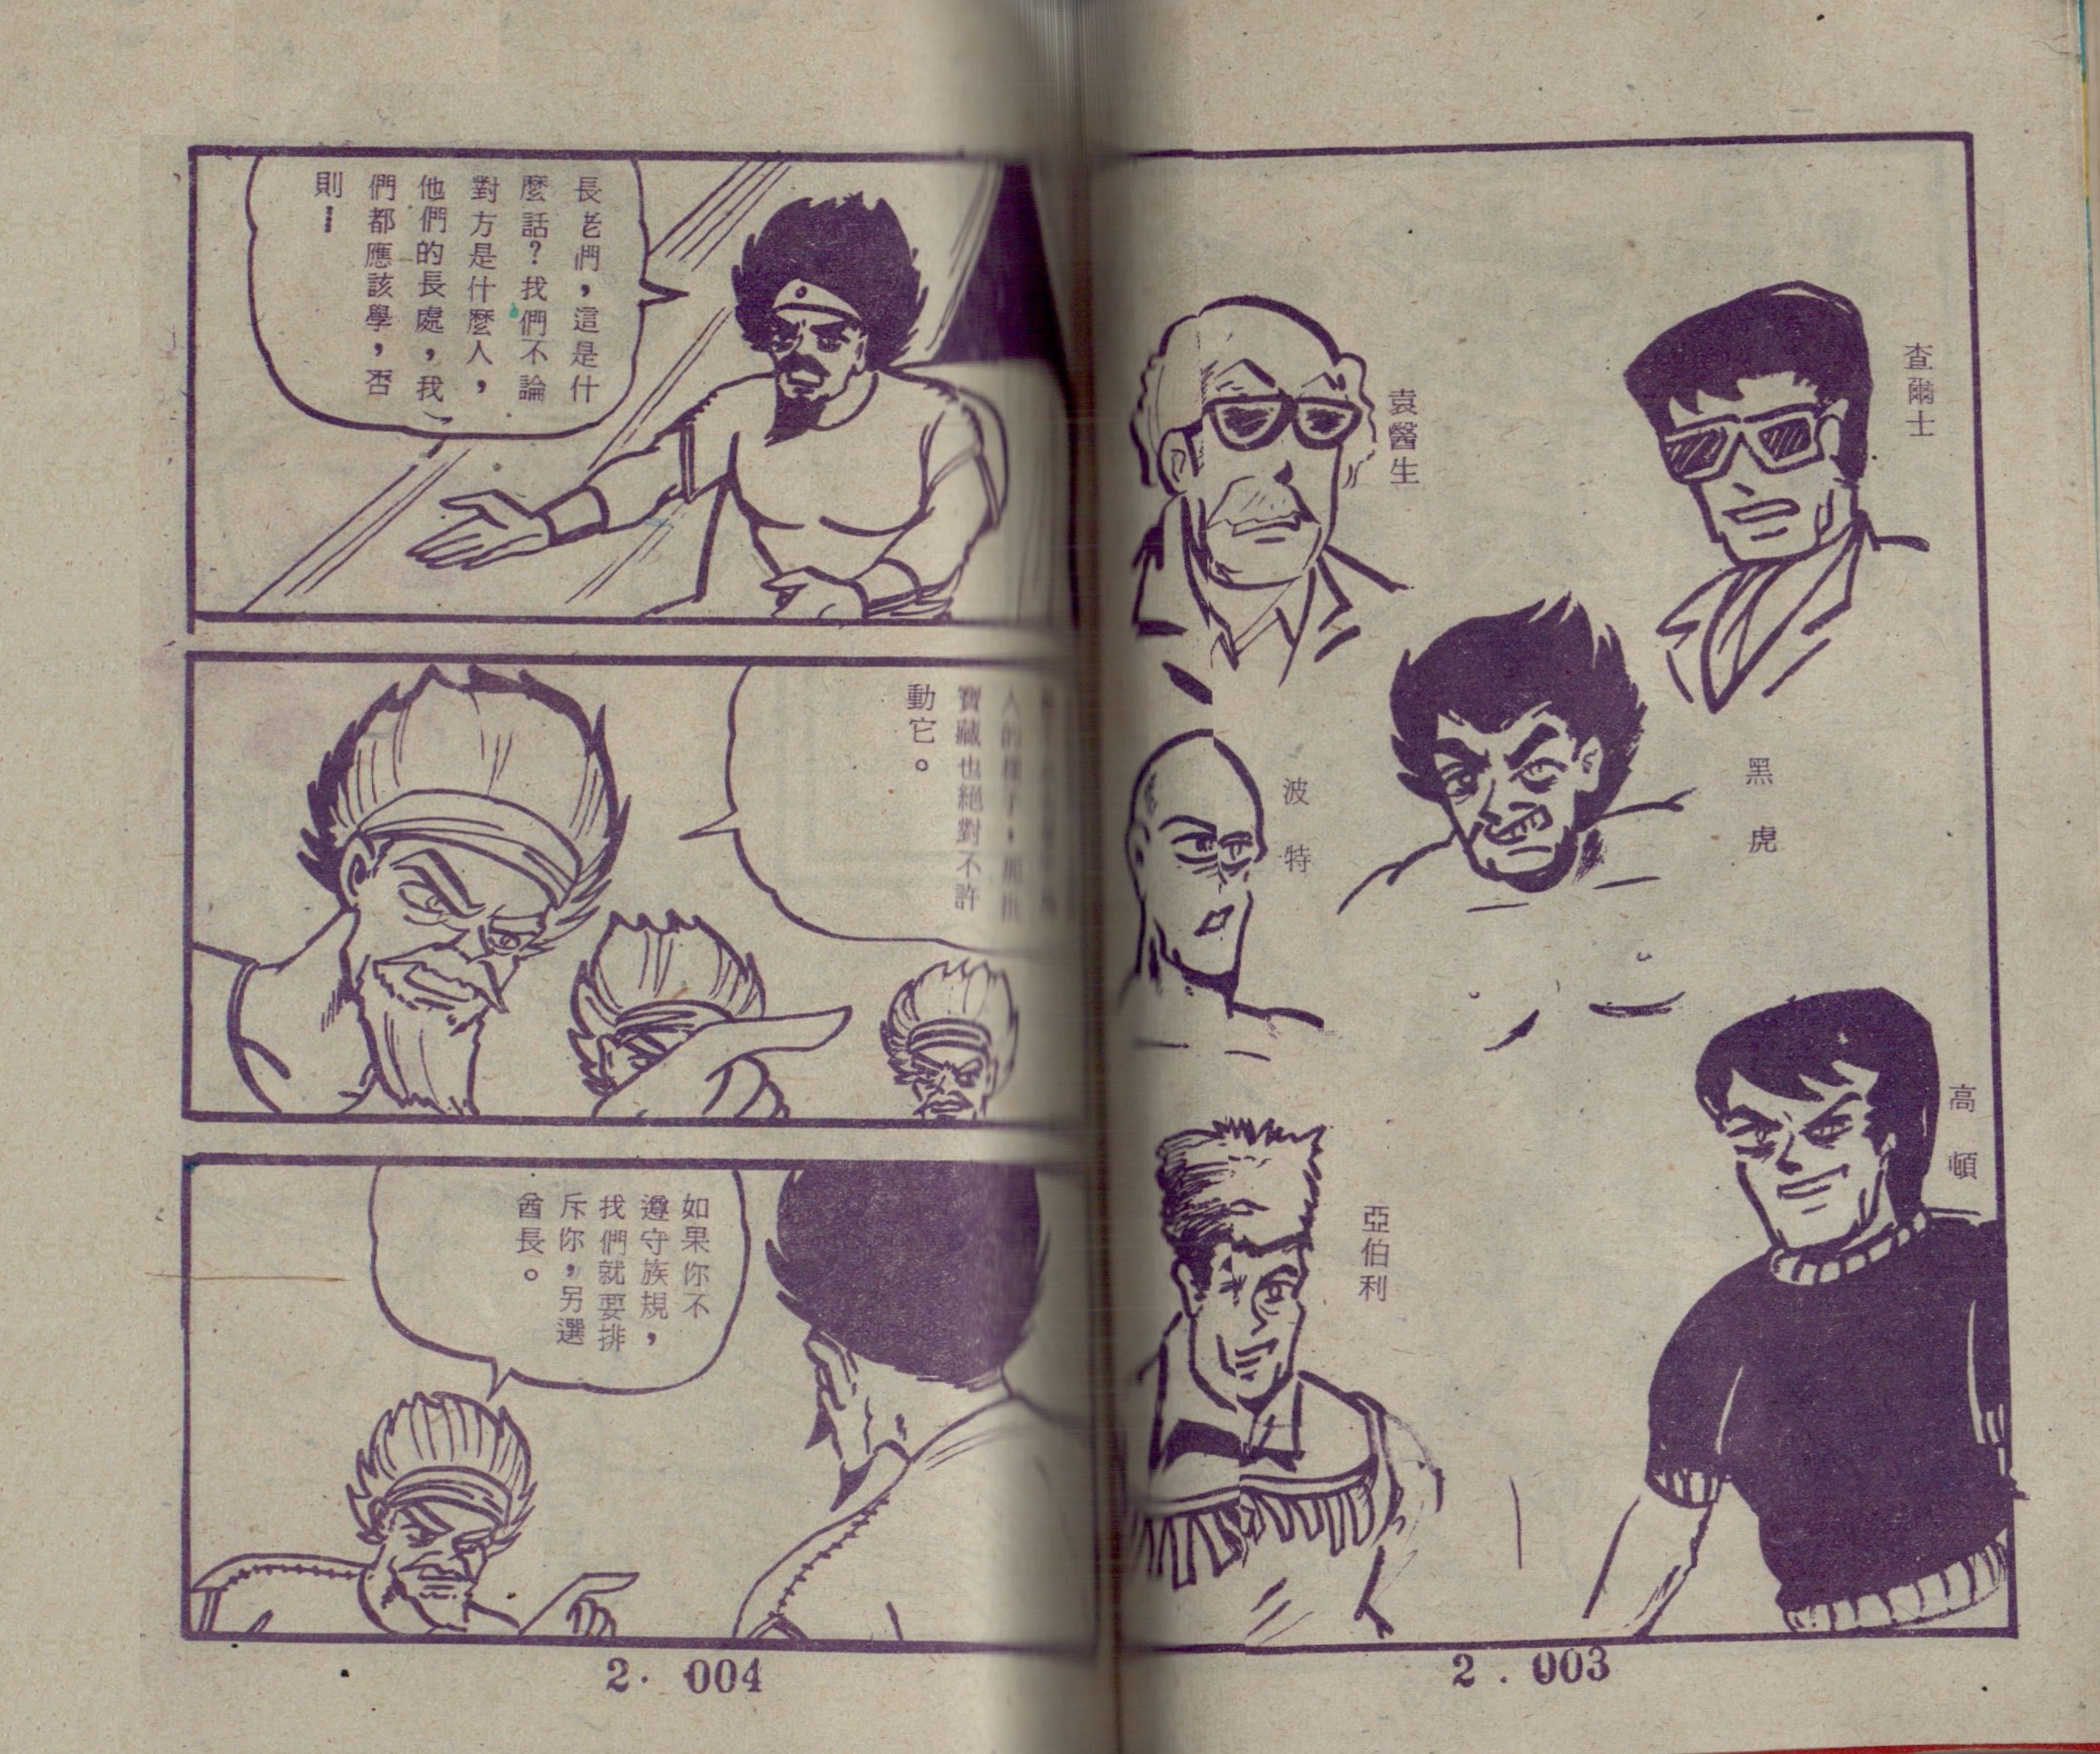 查爾士
袁醫生
黑虎
波特
高頓
亞伯利
2.003
長老們，這是什
麼話？我們不論
對方是什麼人，
他們的長處，我
們都應該學，否
則！
人的樣子，
寶藏也絕對不許
動它。
如果你不
遵守族規，
我們就要排
斥你，另選
酋長。
2.004